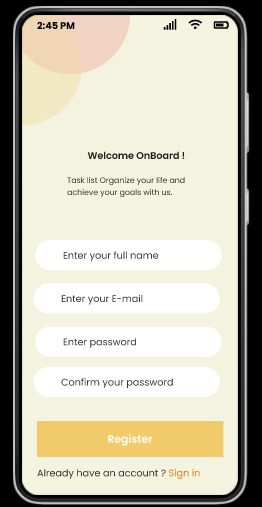 2:45 PM
Welcome OnBoard !
Task list Organize your life and
achieve your goals with us.
Enter your full name
Enter your E-mail
Enter password
Confirm your password
Register
Already have an account ? Sign in